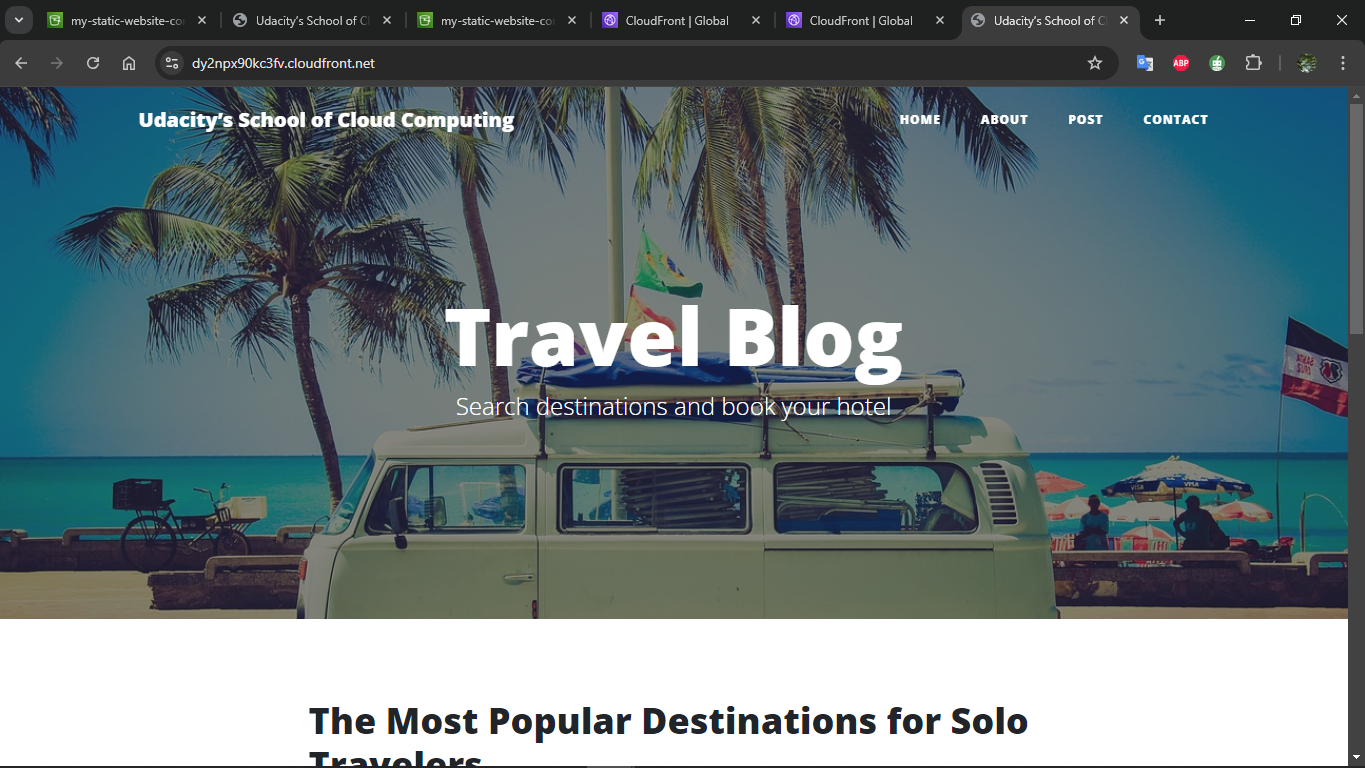 my-static-website-co
Udacity's School of C
my-static-website-co
CloudFront | Global
CloudFront | Global
Udacity's School of C
dy2npx90kc3fv.cloudfront.net
ABP
Udacity's School of Cloud Computing
HOME
ABOUT
POST
CONTACT
Travel Blog
Search destinations and book your hotel
VISA
VISA
The Most Popular Destinations for Solo
Travelers